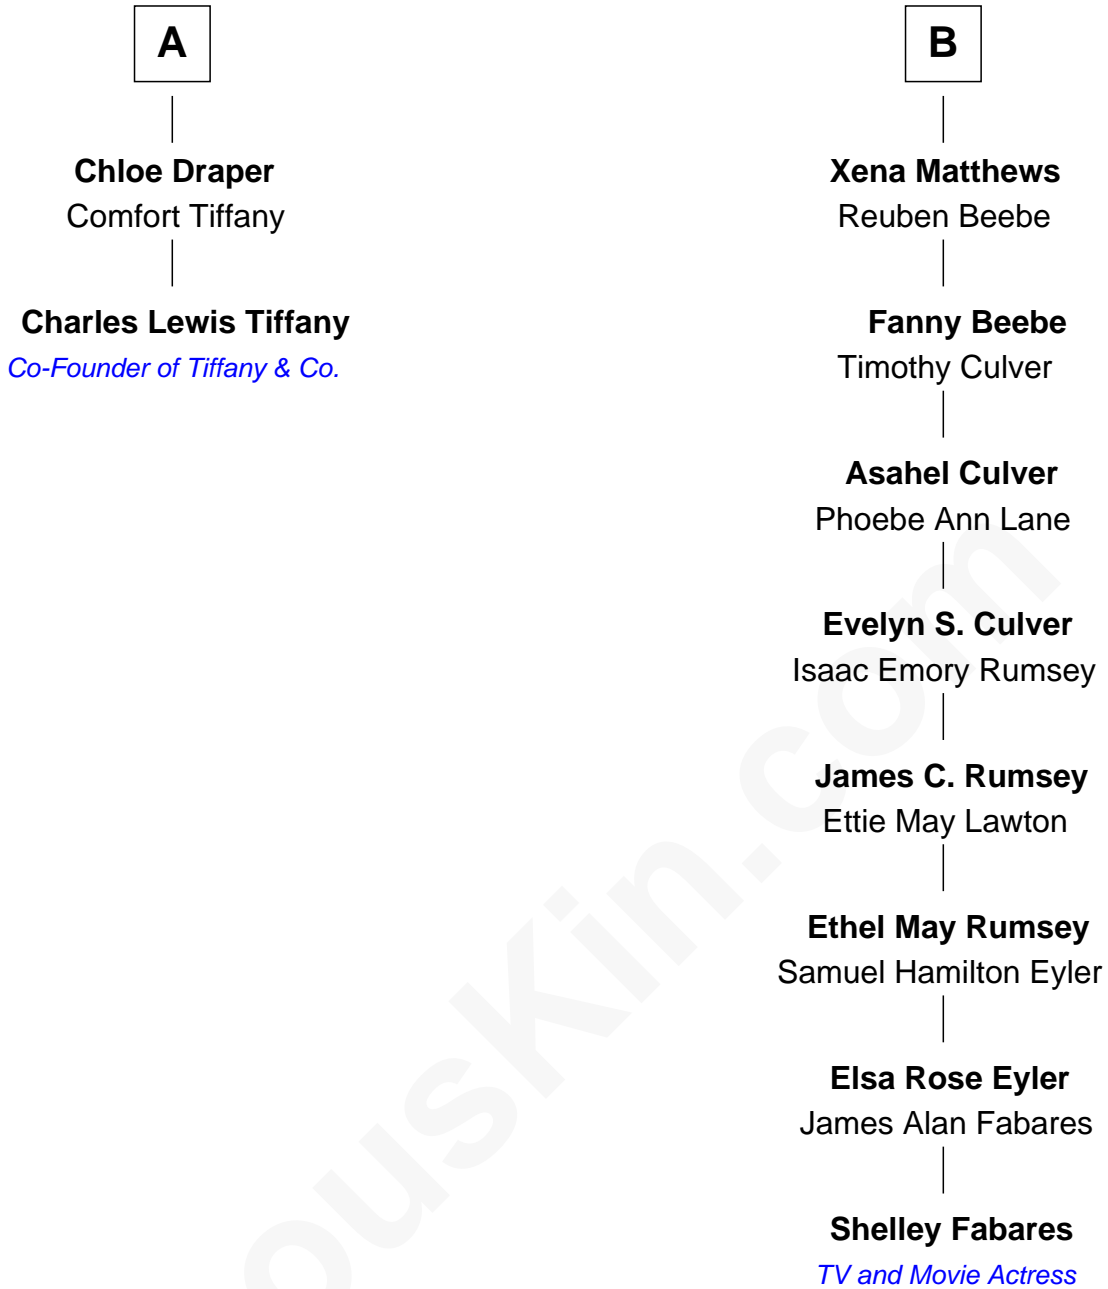 A
Chloe Draper
Comfort Tiffany
Charles Lewis Tiffany
Co-Founder of Tiffany & Co.
B
Xena Matthews
Reuben Beebe
Fanny Beebe
Timothy Culver
Asahel Culver
Phoebe Ann Lane
Evelyn S. Culver
Isaac Emory Rumsey
James C. Rumsey
Ettie May Lawton
Ethel May Rumsey
Samuel Hamilton Eyler
Elsa Rose Eyler
James Alan Fabares
Shelley Fabares
TV and Movie Actress
ousKin.com